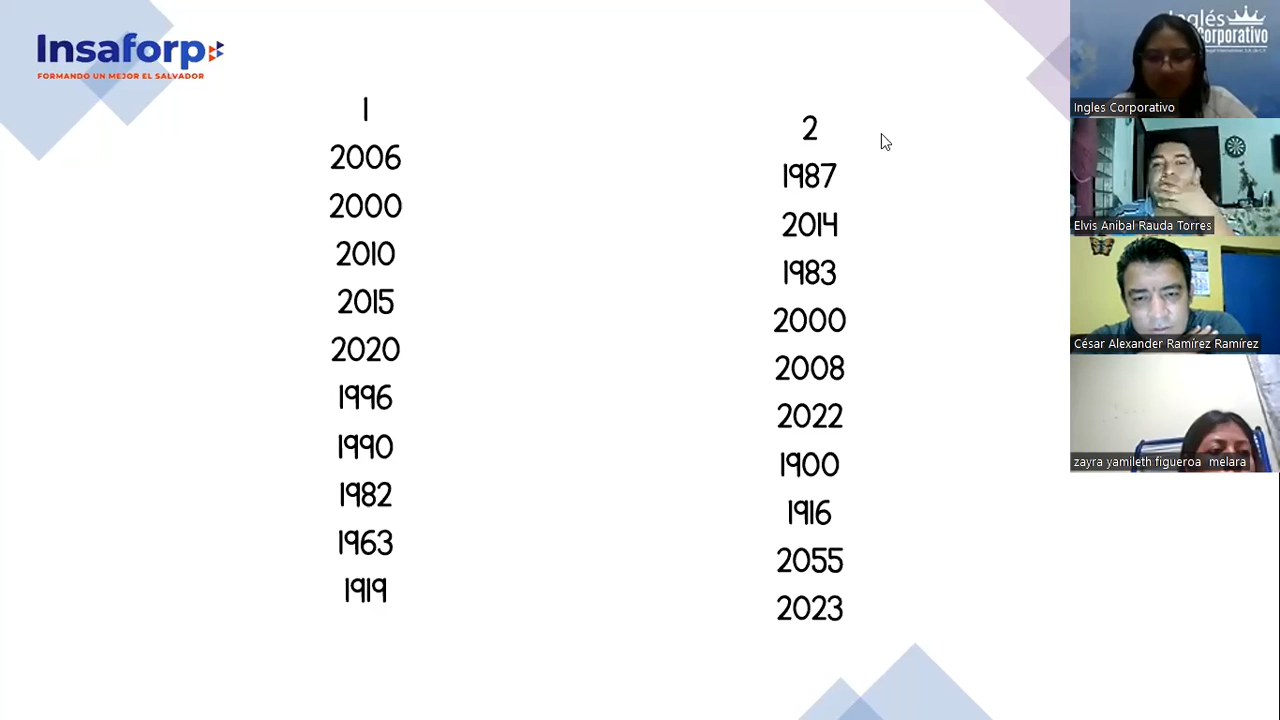 Insaforp
FORMANDO UN MEJOR EL SALVADOR
1
2006
2000
2010
2015
2020
1996
1990
1982
1963
1919
2
1987
2014
1983
2000
2008
2022
1900
1916
2055
2023
Inglés
Corporativo
Ingles Corporativo
Elvis Anibal Rauda Torres
César Alexander Ramírez Ramírez
zayra yamileth figueroa melara